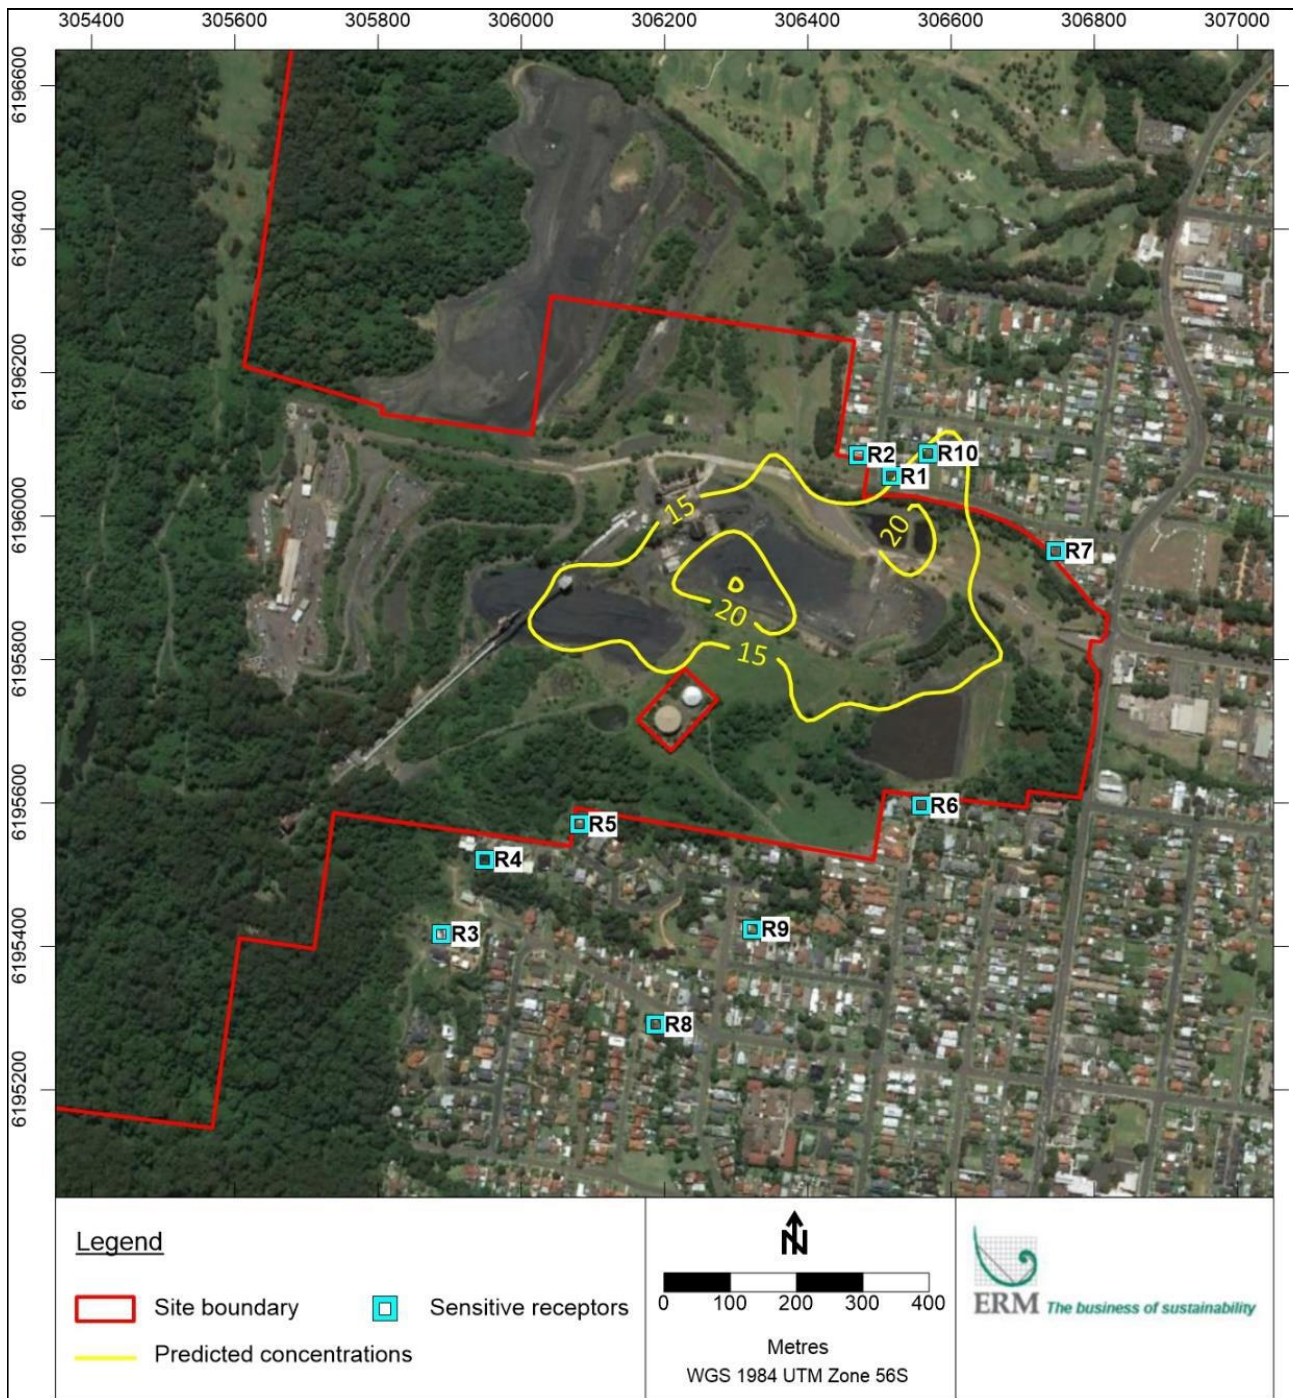 305400 305600 305800 306000 306200 306400 306600 306800 307000
6196600
6196400
6196200
6196000
6195800
6195600
6195400
6195200
R2
R10
R1
15
20
R7
20
15
R6
R5
R4
R9
R3
R8
Legend
Site boundary
Sensitive receptors
Predicted concentrations
N
0 100 200 300 400
Metres
WGS 1984 UTM Zone 56S
ERM The business of sustainability